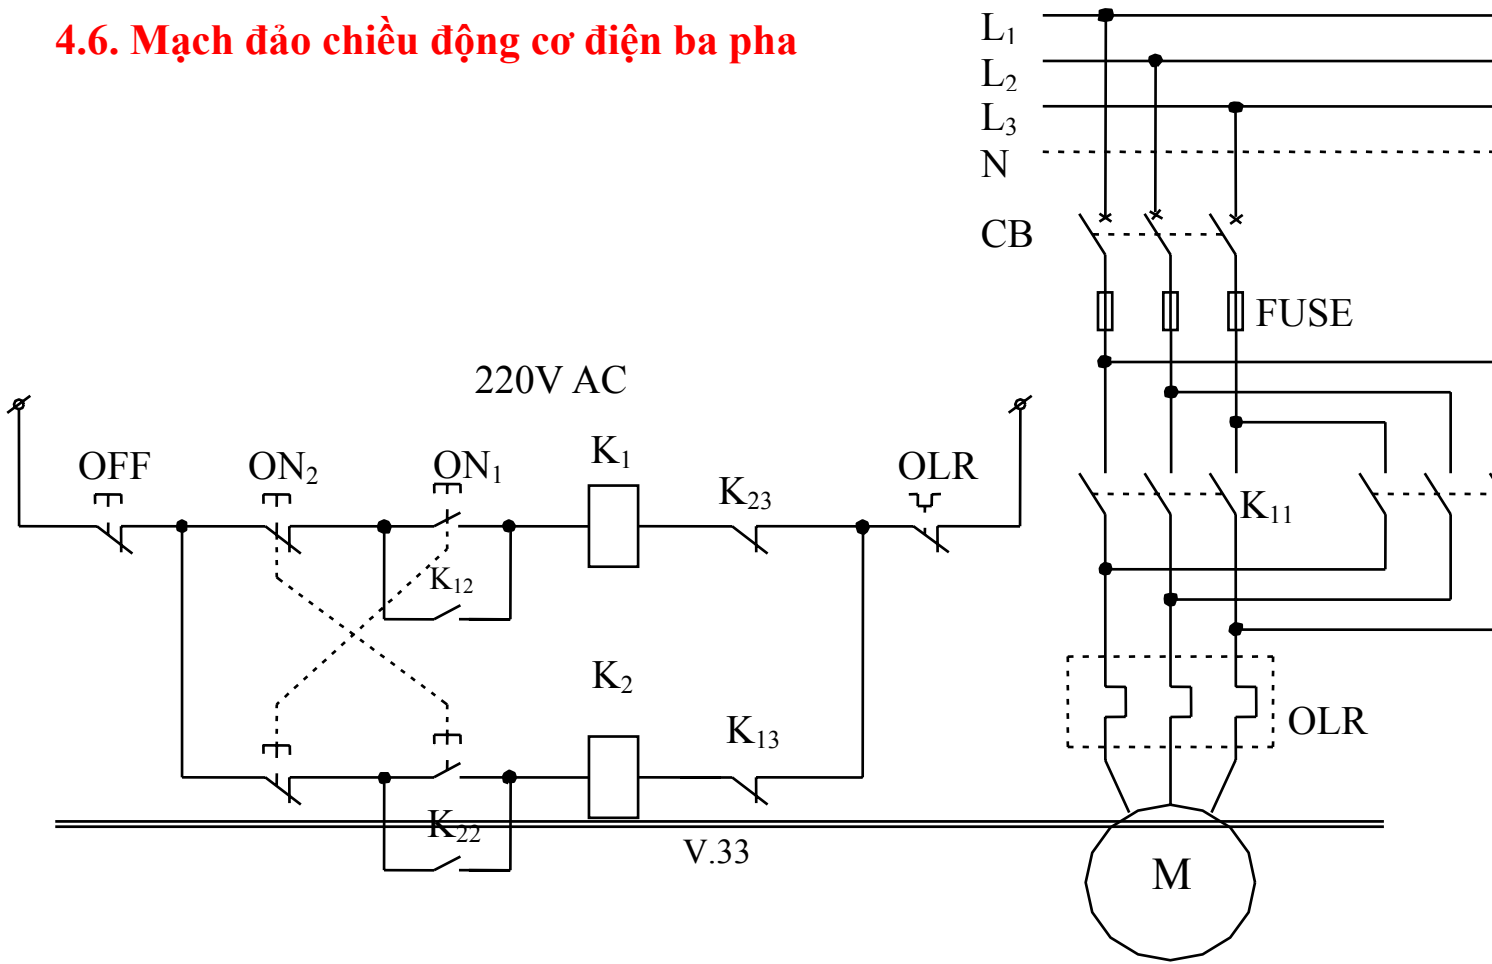 4.6. Mạch đảo chiều động cơ điện ba pha
L₁
L₂
L₃
N
CB
FUSE
220V AC
OFF
ON₂
ON₁
K₁
K₂₃
OLR
K₁₁
K₁₂
K₂
K₁₃
OLR
K₂₂
V.33
M